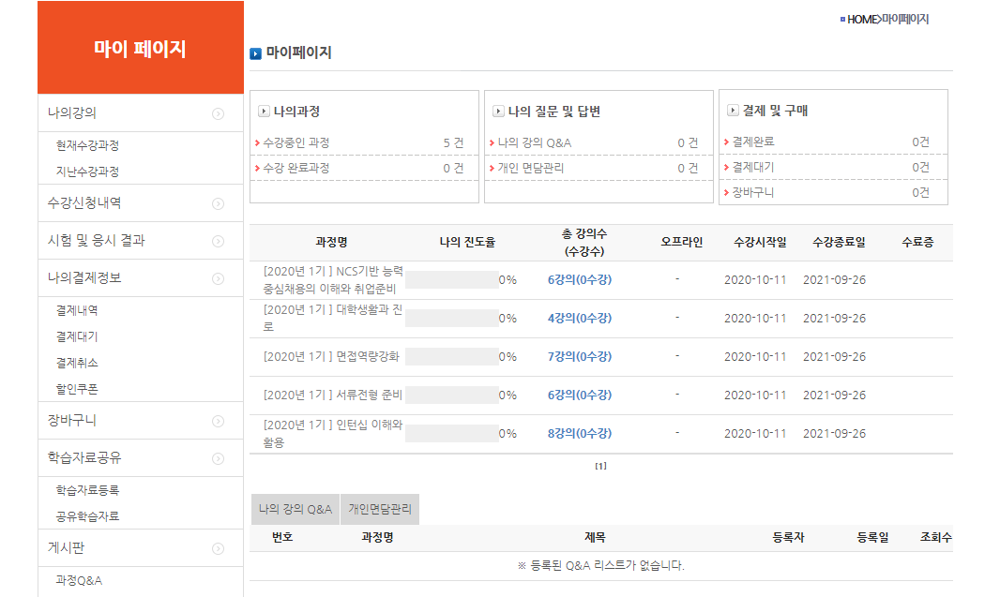 마이 페이지
나의강의
현재수강과정
지난수강과정
수강신청내역
시험 및 응시 결과
나의결제정보
결제내역
결제대기
결제취소
할인쿠폰
장바구니
학습자료공유
학습자료등록
공유학습자료
게시판
과정Q&A
HOME>마이페이지
마이페이지
나의과정
수강중인 과정 5 건
수강 완료과정 0 건
나의 질문 및 답변
나의 강의 Q&A 0 건
개인 면담관리 0 건
결제 및 구매
결제완료 0건
결제대기 0건
장바구니 0건
과정명 나의 진도율 총 강의수 오프라인 수강시작일 수강종료일 수료증
(수강수)
[2020년 1기 ] NCS기반 능력
중심채용의 이해와 취업준비 0% 6강의(0수강) - 2020-10-11 2021-09-26
[2020년 1기 ] 대학생활과 진
로 0% 4강의(0수강) - 2020-10-11 2021-09-26
[2020년 1기 ] 면접역량강화 0% 7강의(0수강) - 2020-10-11 2021-09-26
[2020년 1기 ] 서류전형 준비 0% 6강의(0수강) - 2020-10-11 2021-09-26
[2020년 1기 ] 인턴십 이해와
활용 0% 8강의(0수강) - 2020-10-11 2021-09-26
[1]
나의 강의 Q&A 개인면담관리
번호 과정명 제목 등록자 등록일 조회수
※ 등록된 Q&A 리스트가 없습니다.